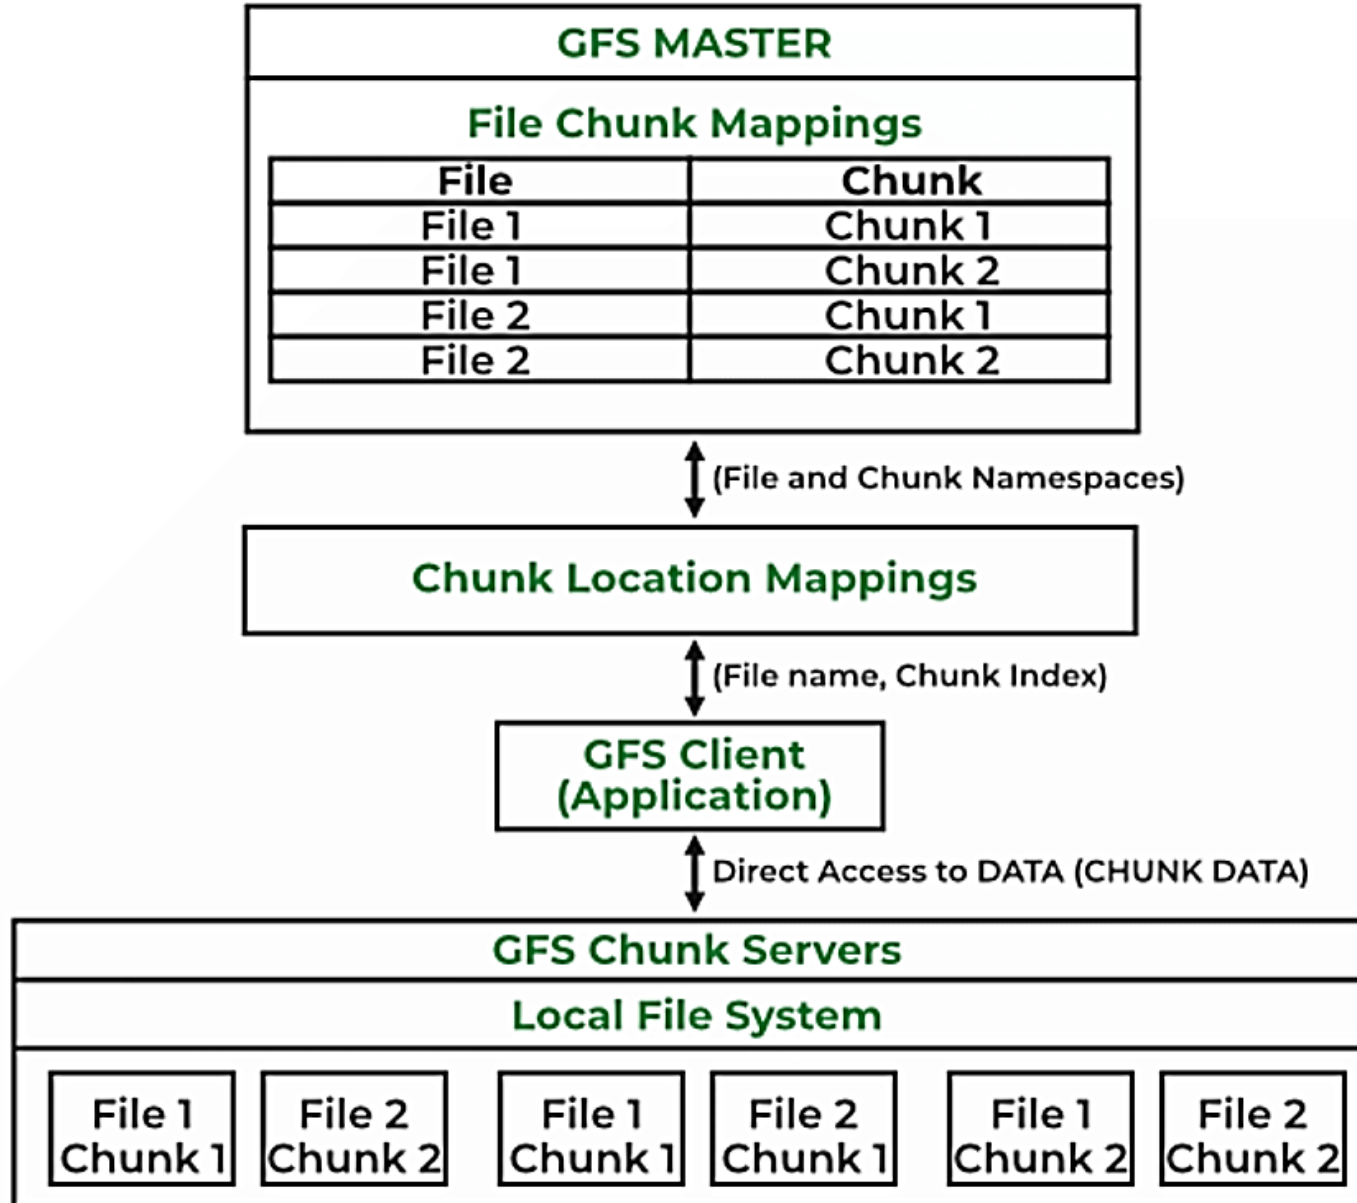 GFS MASTER
File Chunk Mappings
File Chunk
File 1 Chunk 1
File 1 Chunk 2
File 2 Chunk 1
File 2 Chunk 2
(File and Chunk Namespaces)
Chunk Location Mappings
(File name, Chunk Index)
GFS Client
(Application)
Direct Access to DATA (CHUNK DATA)
GFS Chunk Servers
Local File System
File 1
Chunk 1
File 2
Chunk 2
File 1
Chunk 1
File 2
Chunk 1
File 1
Chunk 2
File 2
Chunk 2